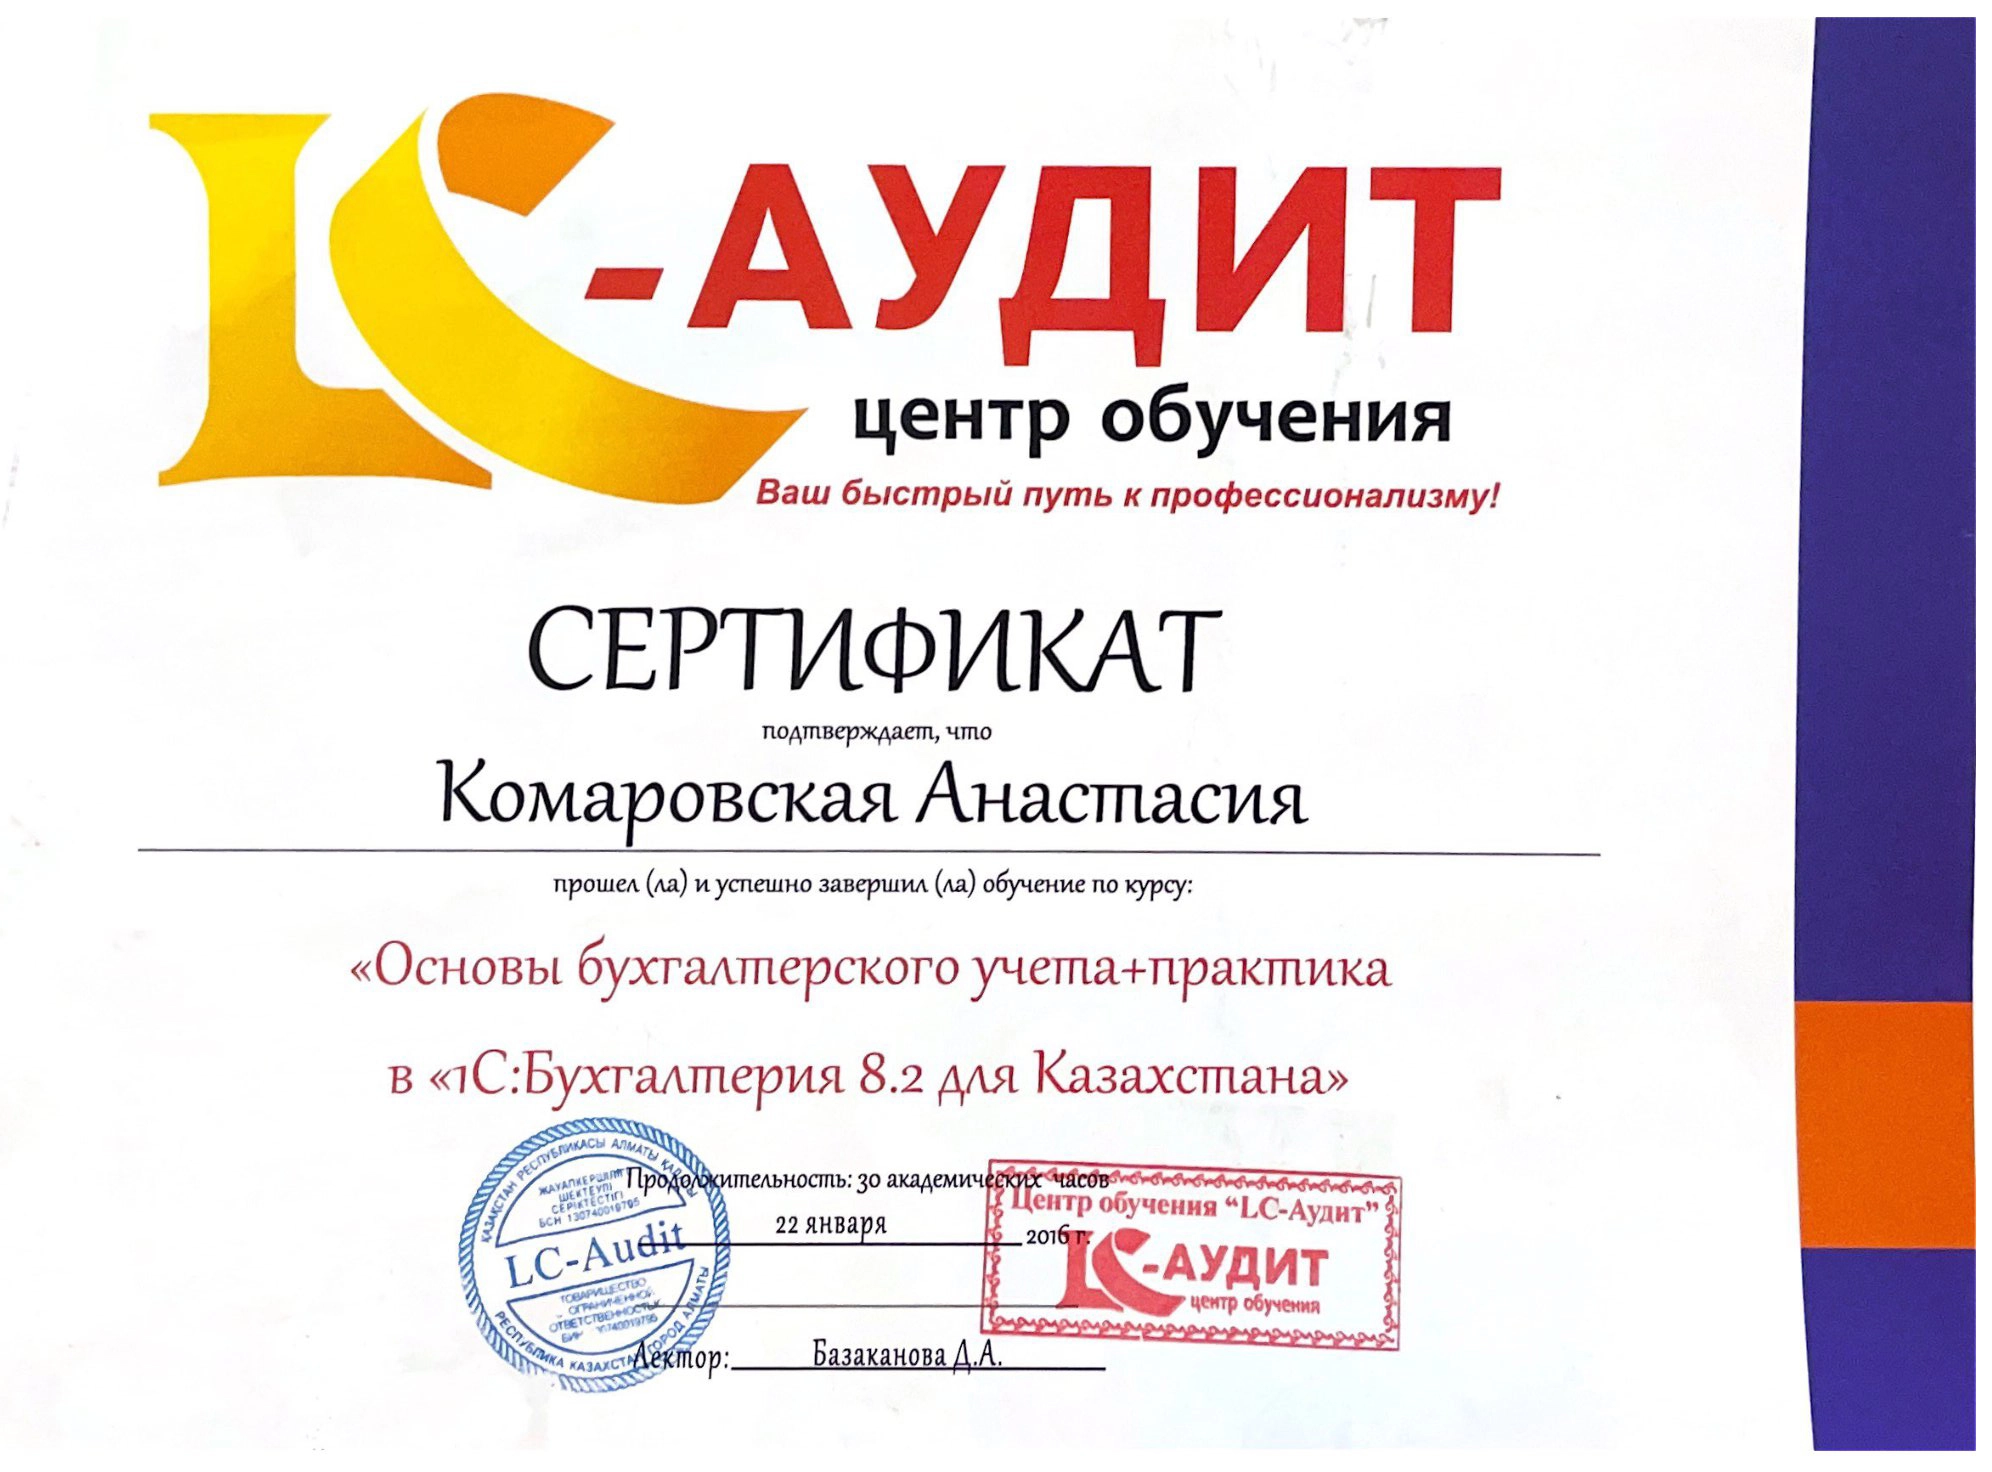 LC-АУДИТ
центр обучения
Ваш быстрый путь к профессионализму!
СЕРТИФИКАТ
подтверждает, что
Комаровская Анастасия
прошел (ла) и успешно завершил (ла) обучение по курсу:
«Основы бухгалтерского учета+практика
в «1С:Бухгалтерия 8.2 для Казахстана»
Продолжительность: 30 академических часов
22 января 2016 г.
Лектор: Базаканова Д.А.
ҚАЗАҚСТАН РЕСПУБЛИКАСЫ АЛМАТЫ ҚАЛАСЫ
ЖАУАПКЕРШІЛІГІ
ШЕКТЕУЛІ
СЕРІКТЕСТІГІ
БСН 130740019795
LC-Audit
ТОВАРИЩЕСТВО
С ОГРАНИЧЕННОЙ
ОТВЕТСТВЕННОСТЬЮ
БИН 130740019795
РЕСПУБЛИКА КАЗАХСТАН ГОРОД АЛМАТЫ
Центр обучения “LC-Аудит”
LC-АУДИТ
центр обучения